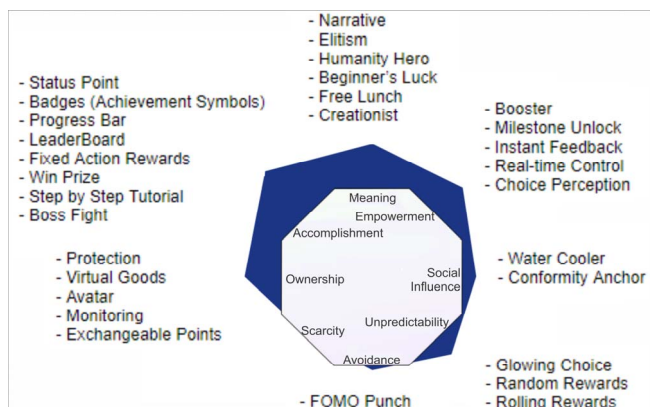 - Narrative
- Elitism
- Humanity Hero
- Beginner's Luck
- Free Lunch
- Creationist
- Status Point
- Badges (Achievement Symbols)
- Progress Bar
- LeaderBoard
- Fixed Action Rewards
- Win Prize
- Step by Step Tutorial
- Boss Fight
- Booster
- Milestone Unlock
- Instant Feedback
- Real-time Control
- Choice Perception
Meaning
Empowerment
Accomplishment
Ownership
Social
Influence
Unpredictability
Scarcity
Avoidance
- Protection
- Virtual Goods
- Avatar
- Monitoring
- Exchangeable Points
- Water Cooler
- Conformity Anchor
- Glowing Choice
- Random Rewards
- Rolling Rewards
- FOMO Punch